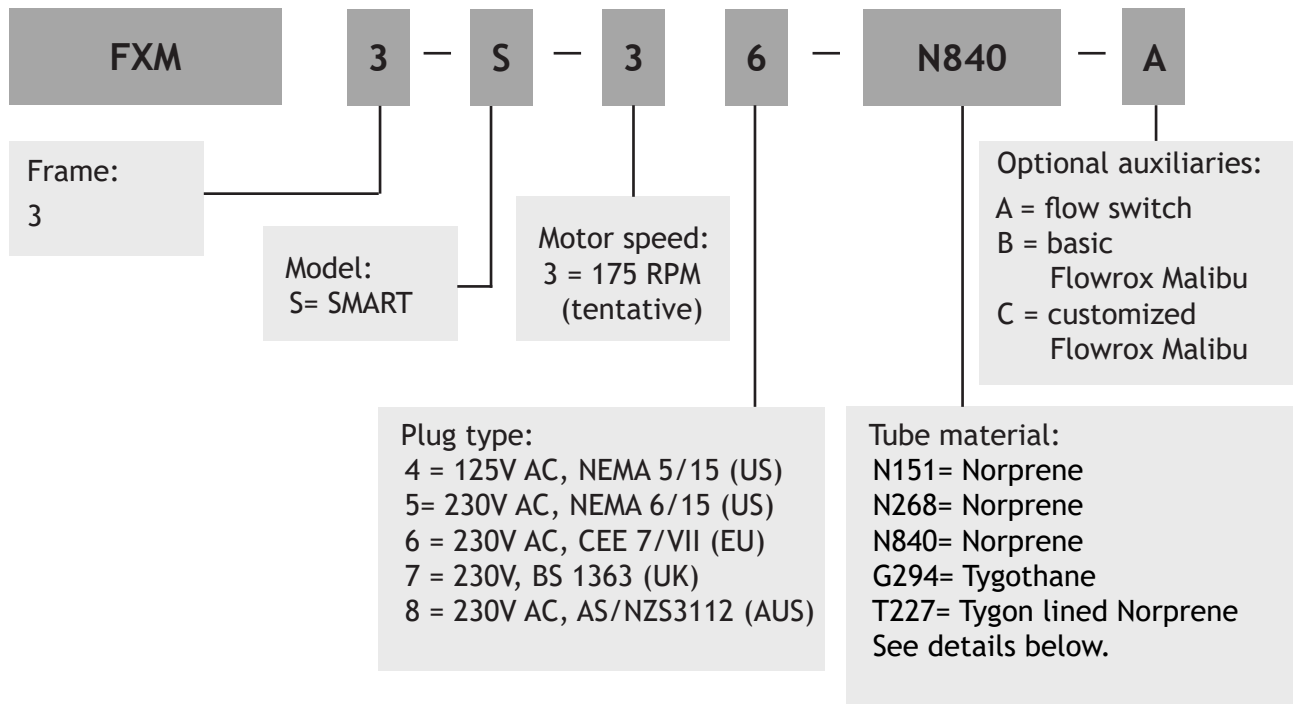 FXM 3 – S – 3 6 – N840 – A
Frame:
3
Model:
S= SMART
Motor speed:
3 = 175 RPM
(tentative)
Optional auxiliaries:
A = flow switch
B = basic
Flowrox Malibu
C = customized
Flowrox Malibu
Plug type:
4 = 125V AC, NEMA 5/15 (US)
5= 230V AC, NEMA 6/15 (US)
6 = 230V AC, CEE 7/VII (EU)
7 = 230V, BS 1363 (UK)
8 = 230V AC, AS/NZS3112 (AUS)
Tube material:
N151= Norprene
N268= Norprene
N840= Norprene
G294= Tygothane
T227= Tygon lined Norprene
See details below.